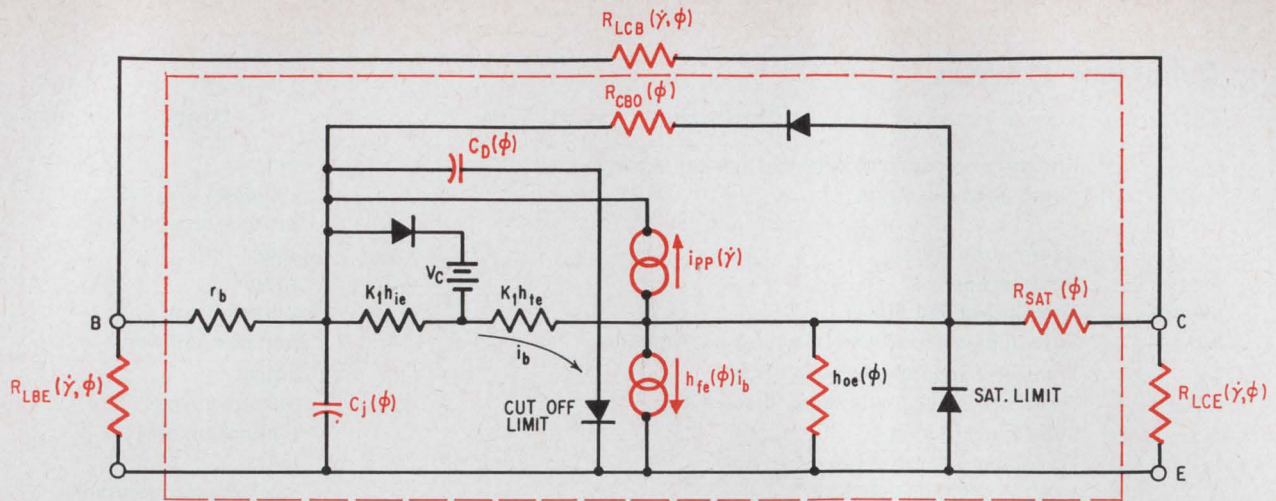 R_LCB (γ̇,ϕ)
R_CBO (ϕ)
C_D (ϕ)
i_PP (γ̇)
V_C
r_b
K_1 h_ie
K_1 h_te
R_SAT (ϕ)
B
C
i_b
R_LBE (γ̇,ϕ)
C_j (ϕ)
CUT OFF
LIMIT
h_fe (ϕ) i_b
h_oe (ϕ)
SAT. LIMIT
R_LCE (γ̇,ϕ)
E